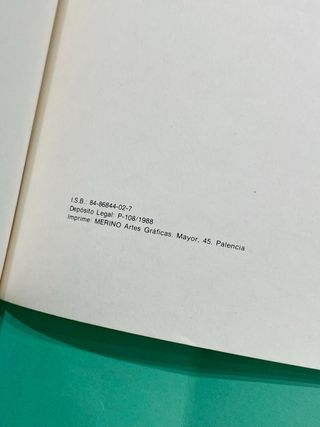 I.S.B.: 84-86844-02-7
Depósito Legal: P-108/1988
Imprime: MERINO Artes Gráficas. Mayor, 45. Palencia